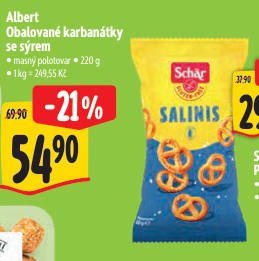 Albert
Obalované karbanátky
se sýrem
• masný polotovar • 220 g
• 1 kg = 249,55 Kč
69.90
-21%
54.90
Schär
GLUTEN-FREE
SALINIS
37.90